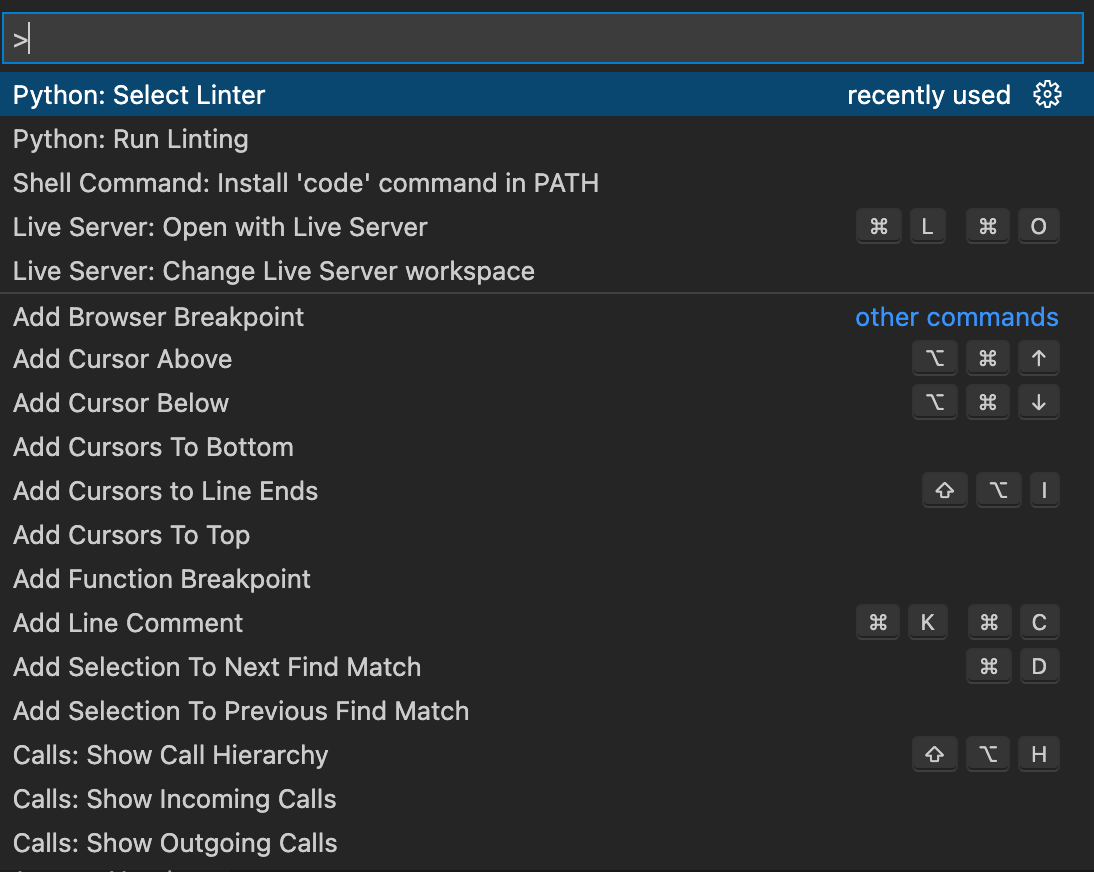 >
Python: Select Linter recently used
Python: Run Linting
Shell Command: Install 'code' command in PATH
Live Server: Open with Live Server ⌘ L ⌘ O
Live Server: Change Live Server workspace
Add Browser Breakpoint other commands
Add Cursor Above ⌥ ⌘ ↑
Add Cursor Below ⌥ ⌘ ↓
Add Cursors To Bottom
Add Cursors to Line Ends ⇧ ⌥ I
Add Cursors To Top
Add Function Breakpoint
Add Line Comment ⌘ K ⌘ C
Add Selection To Next Find Match ⌘ D
Add Selection To Previous Find Match
Calls: Show Call Hierarchy ⇧ ⌥ H
Calls: Show Incoming Calls
Calls: Show Outgoing Calls